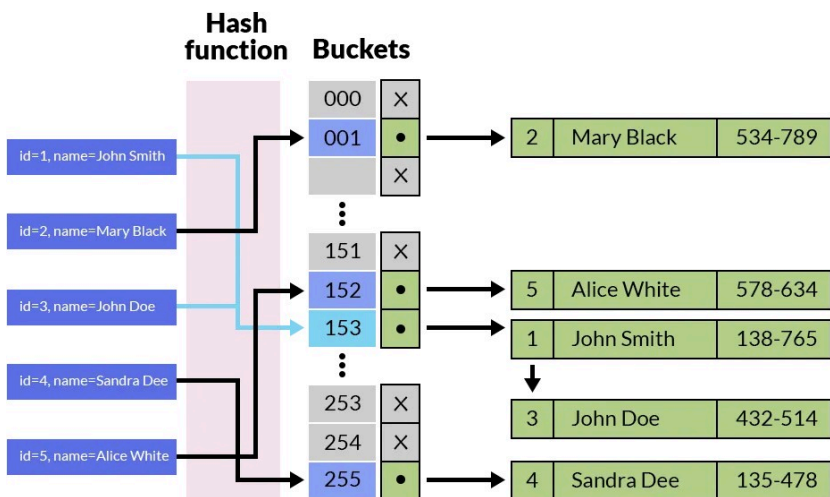 Hash
function
Buckets
id=1, name=John Smith
id=2, name=Mary Black
id=3, name=John Doe
id=4, name=Sandra Dee
id=5, name=Alice White
000 X
001
X
151 X
152
153
253 X
254 X
255
2 Mary Black 534-789
5 Alice White 578-634
1 John Smith 138-765
3 John Doe 432-514
4 Sandra Dee 135-478